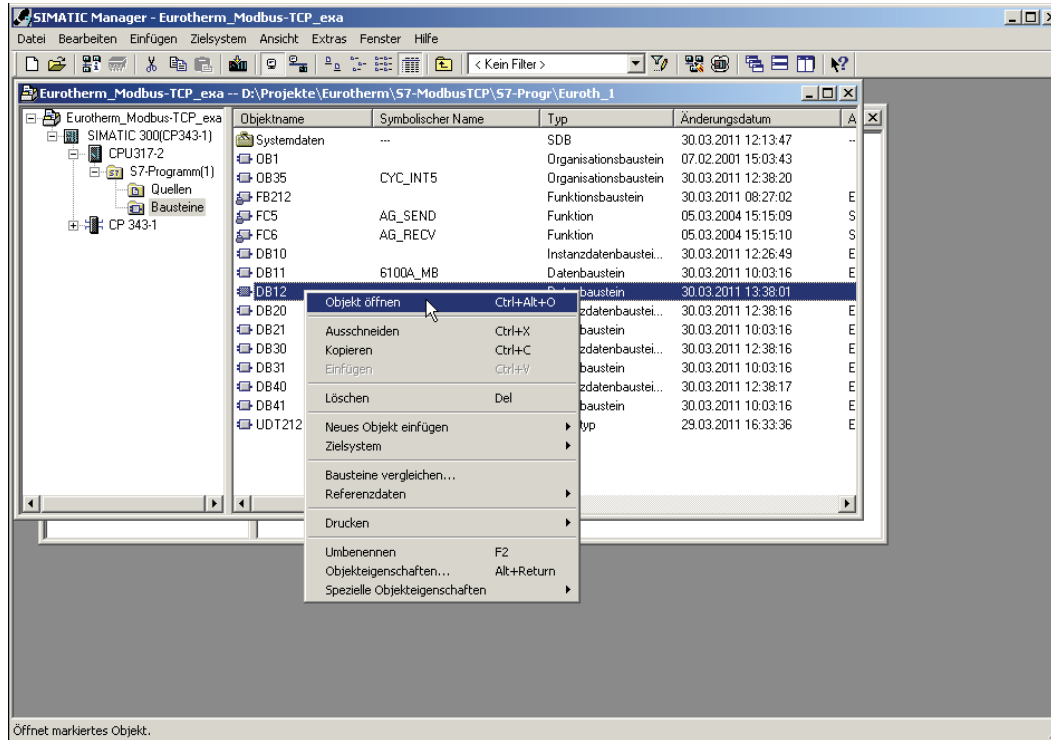 SIMATIC Manager - Eurotherm_Modbus-TCP_exa
Datei Bearbeiten Einfügen Zielsystem Ansicht Extras Fenster Hilfe
< Kein Filter >
Eurotherm_Modbus-TCP_exa -- D:\Projekte\Eurotherm\S7-ModbusTCP\S7-Progr\Euroth_1
Eurotherm_Modbus-TCP_exa
SIMATIC 300(CP343-1)
CPU317-2
S7-Programm(1)
Quellen
Bausteine
CP 343-1
Objektname Symbolischer Name Typ Änderungsdatum A
Systemdaten --- SDB 30.03.2011 12:13:47 --
OB1 Organisationsbaustein 07.02.2001 15:03:43
OB35 CYC_INT5 Organisationsbaustein 30.03.2011 12:38:20
FB212 Funktionsbaustein 30.03.2011 08:27:02 E
FC5 AG_SEND Funktion 05.03.2004 15:15:09 S
FC6 AG_RECV Funktion 05.03.2004 15:15:10 S
DB10 Instanzdatenbaustei... 30.03.2011 12:26:49 E
DB11 6100A_MB Datenbaustein 30.03.2011 10:03:16 E
DB12 baustein 30.03.2011 13:38:01
DB20 zdatenbaustei... 30.03.2011 12:38:16 E
DB21 baustein 30.03.2011 10:03:16 E
DB30 zdatenbaustei... 30.03.2011 12:38:16 E
DB31 baustein 30.03.2011 10:03:16 E
DB40 zdatenbaustei... 30.03.2011 12:38:17 E
DB41 baustein 30.03.2011 10:03:16 E
UDT212 typ 29.03.2011 16:33:36 E
Objekt öffnen Ctrl+Alt+O
Ausschneiden Ctrl+X
Kopieren Ctrl+C
Einfügen Ctrl+V
Löschen Del
Neues Objekt einfügen
Zielsystem
Bausteine vergleichen...
Referenzdaten
Drucken
Umbenennen F2
Objekteigenschaften... Alt+Return
Spezielle Objekteigenschaften
Öffnet markiertes Objekt.